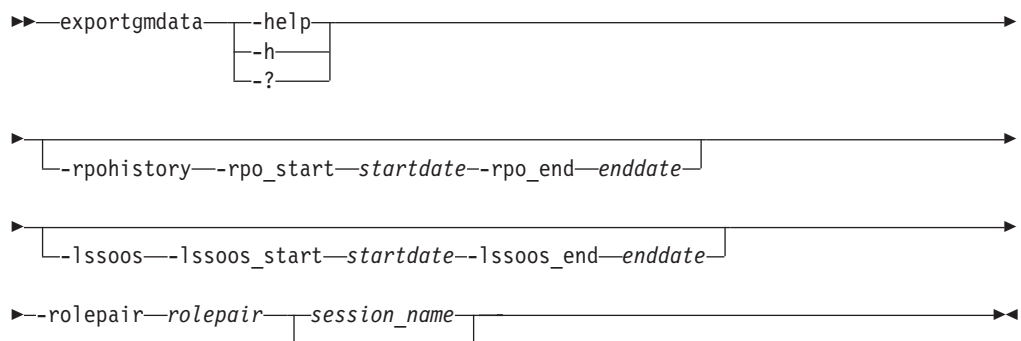 exportgmdata -help
-h
-?
-rpohistory -rpo_start startdate -rpo_end enddate
-lssoos -lssoos_start startdate -lssoos_end enddate
-rolepair rolepair session_name